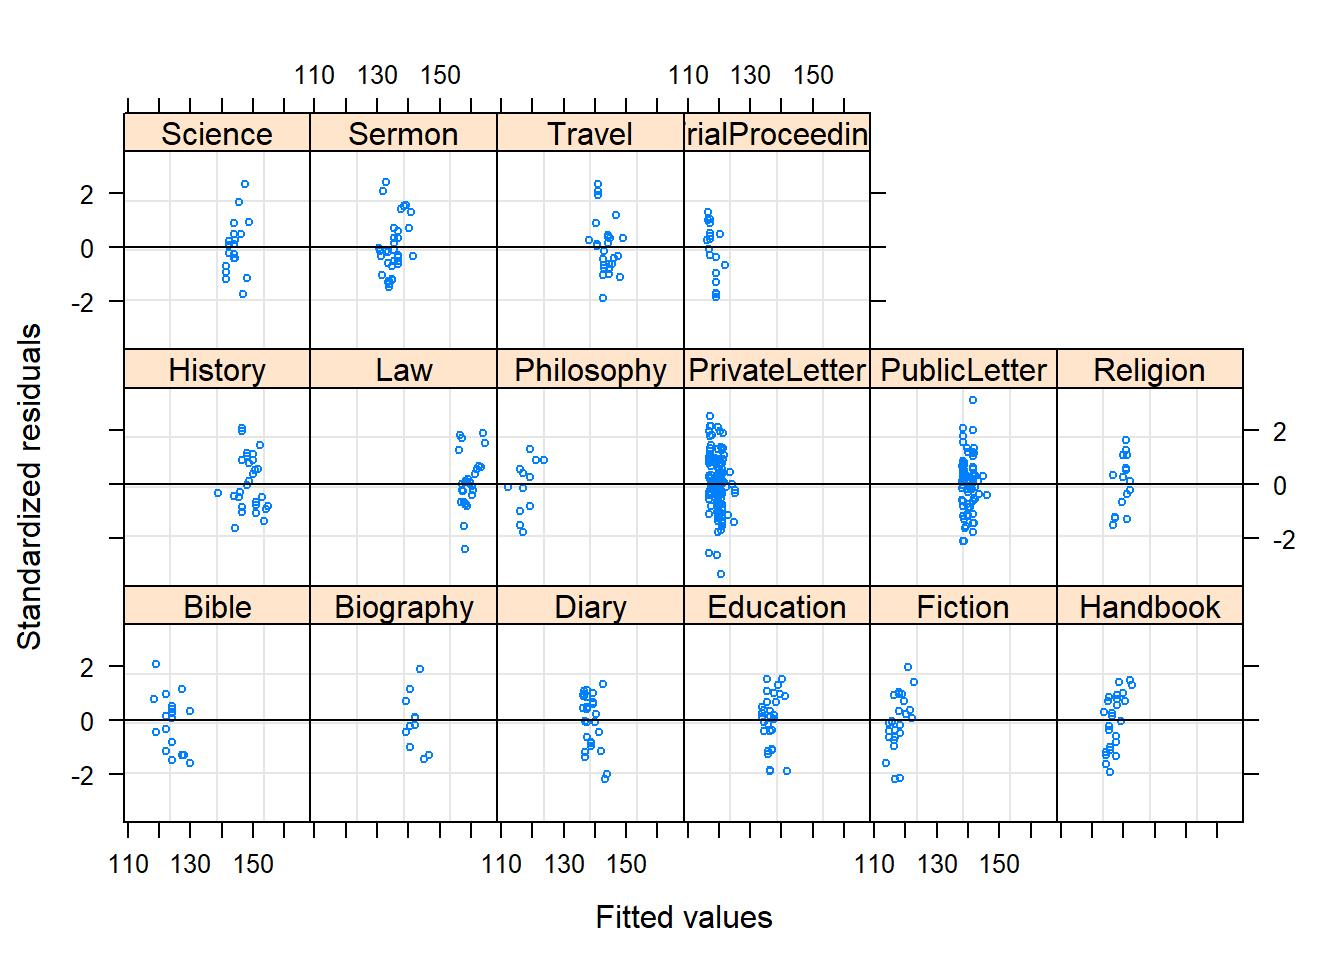 110 130 150 110 130 150
Science Sermon Travel rialProceedin
2
0
-2
History Law Philosophy PrivateLetter PublicLetter Religion
2
0
-2
Bible Biography Diary Education Fiction Handbook
2
0
-2
110 130 150 110 130 150 110 130 150
Fitted values
Standardized residuals